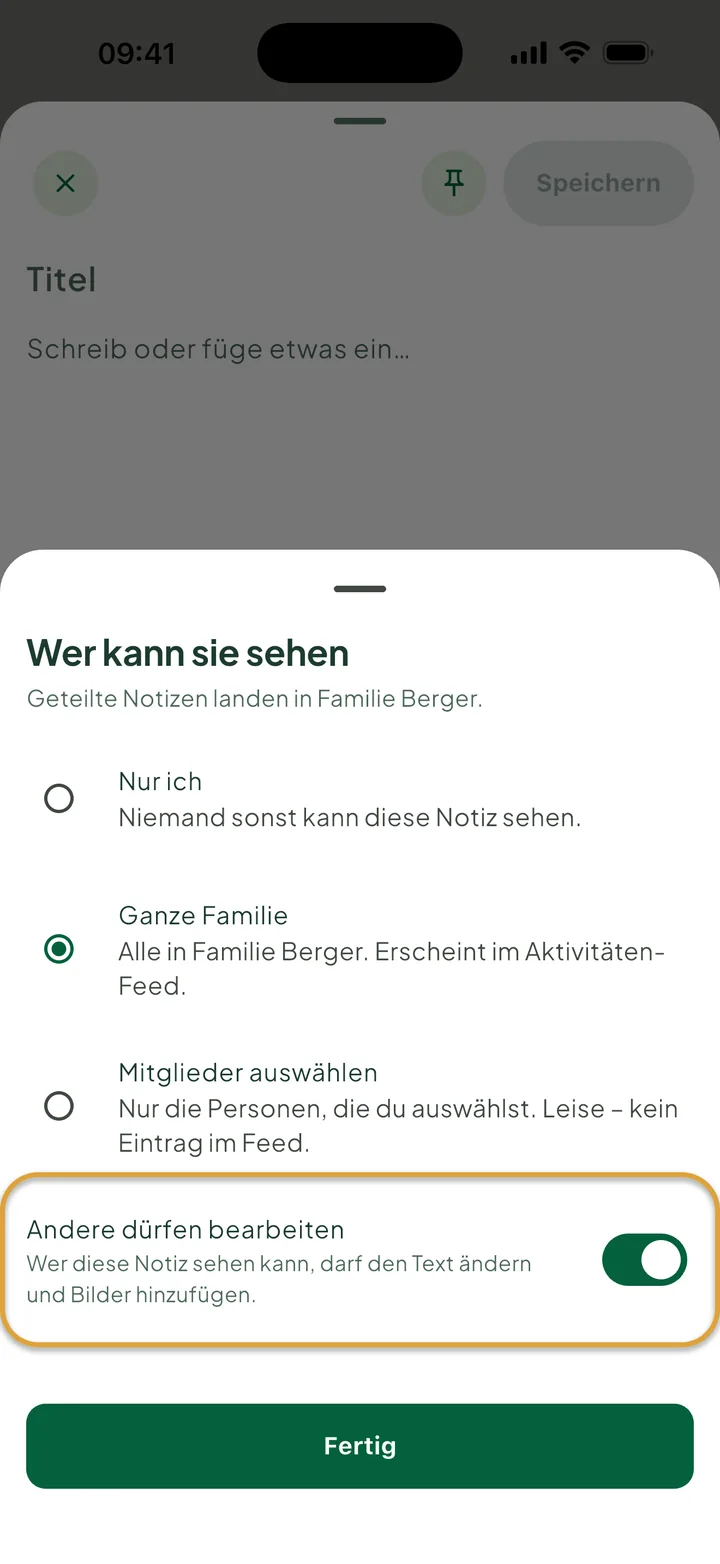 09:41
Speichern
Titel
Schreib oder füge etwas ein…
Wer kann sie sehen
Geteilte Notizen landen in Familie Berger.
Nur ich
Niemand sonst kann diese Notiz sehen.
Ganze Familie
Alle in Familie Berger. Erscheint im Aktivitäten-
Feed.
Mitglieder auswählen
Nur die Personen, die du auswählst. Leise – kein
Eintrag im Feed.
Andere dürfen bearbeiten
Wer diese Notiz sehen kann, darf den Text ändern
und Bilder hinzufügen.
Fertig